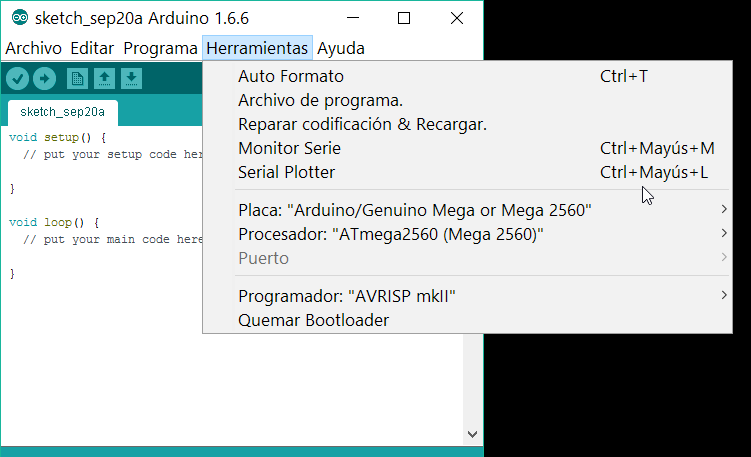 sketch_sep20a Arduino 1.6.6
Archivo Editar Programa Herramientas Ayuda
sketch_sep20a
void setup() {
// put your setup code her
}
void loop() {
// put your main code here
}
Auto Formato Ctrl+T
Archivo de programa.
Reparar codificación & Recargar.
Monitor Serie Ctrl+Mayús+M
Serial Plotter Ctrl+Mayús+L
Placa: "Arduino/Genuino Mega or Mega 2560"
Procesador: "ATmega2560 (Mega 2560)"
Puerto
Programador: "AVRISP mkII"
Quemar Bootloader